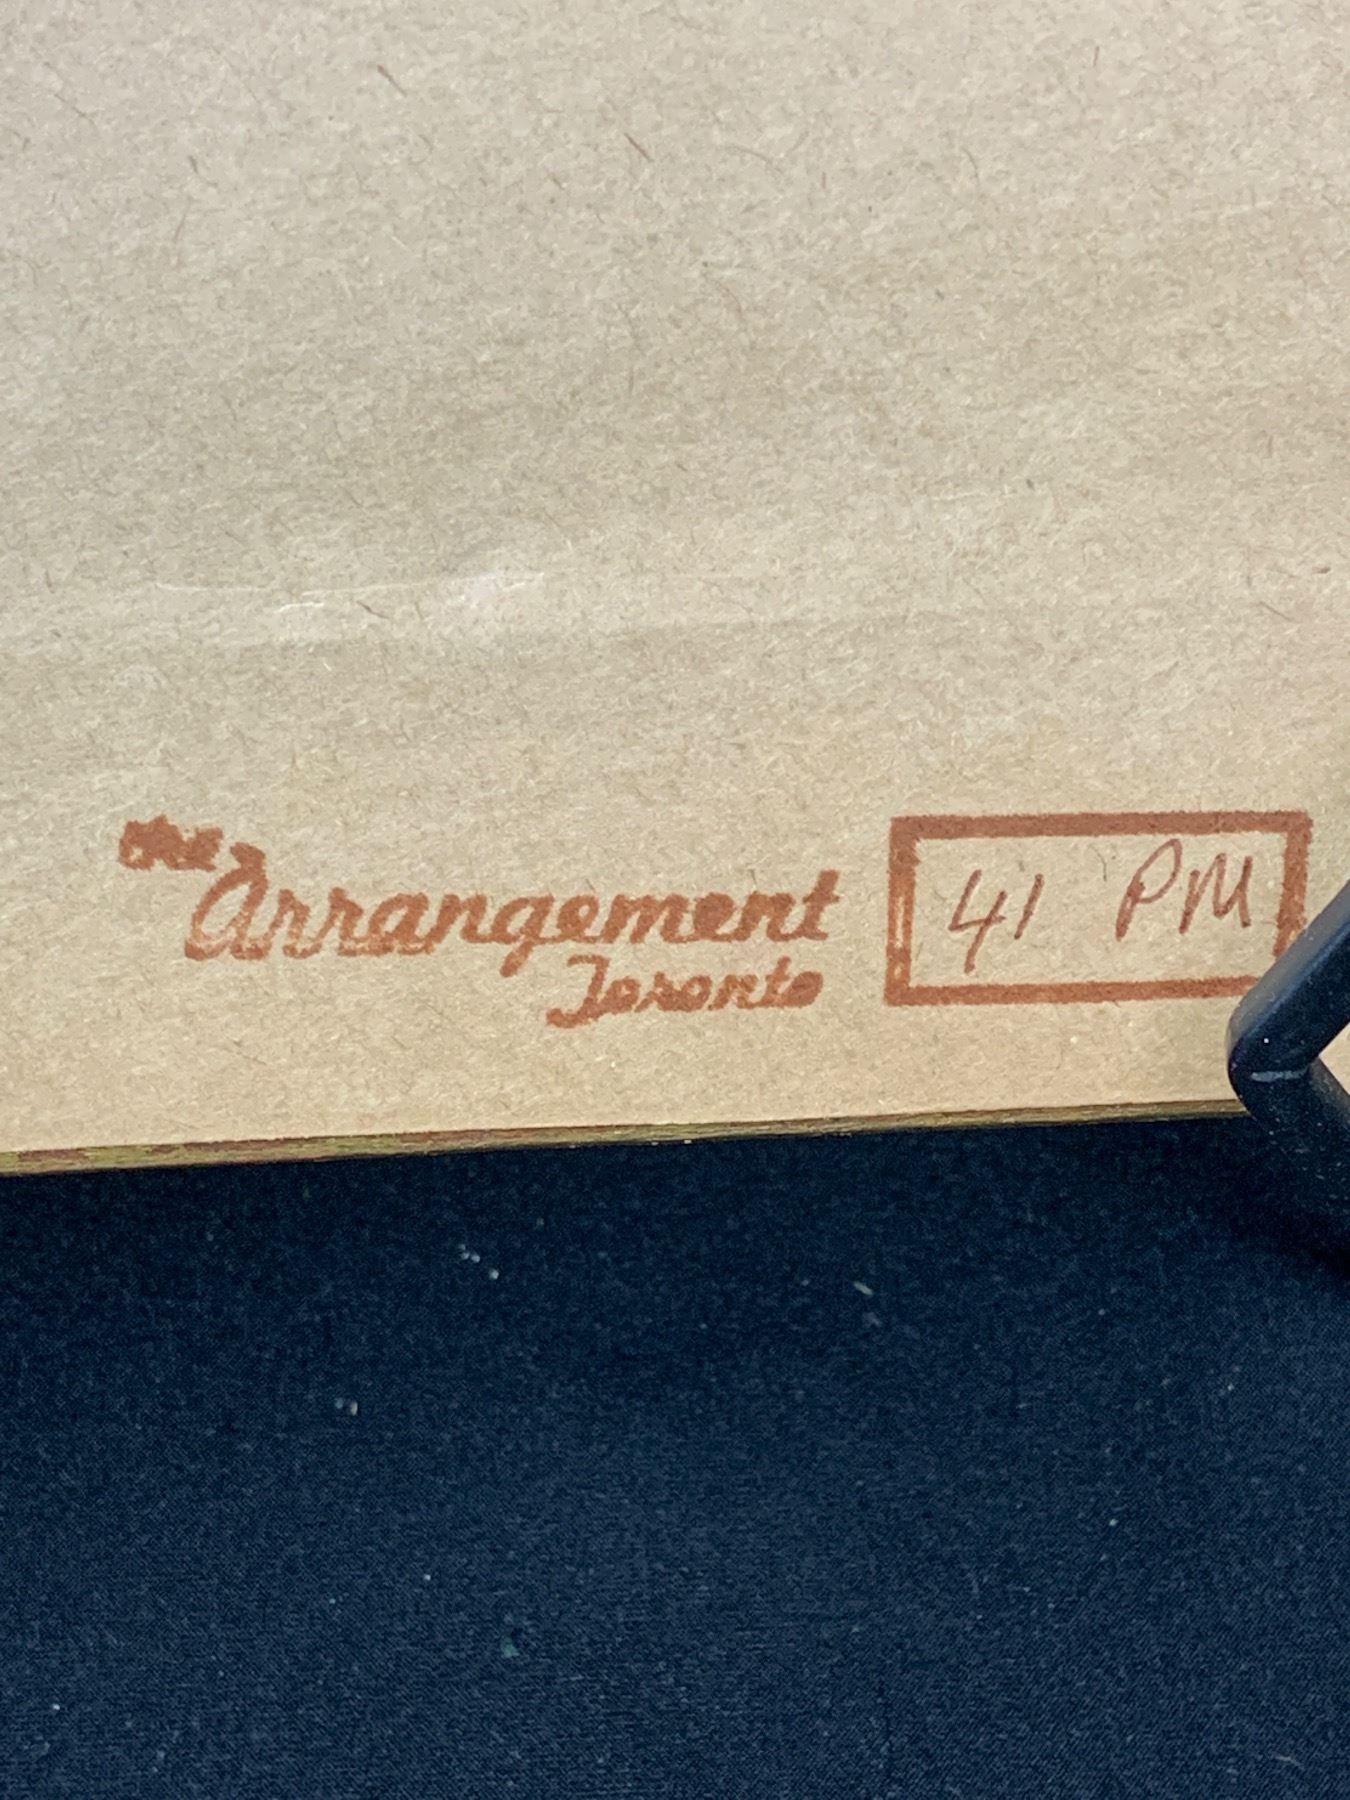 the
Arrangement
Toronto
41 PM